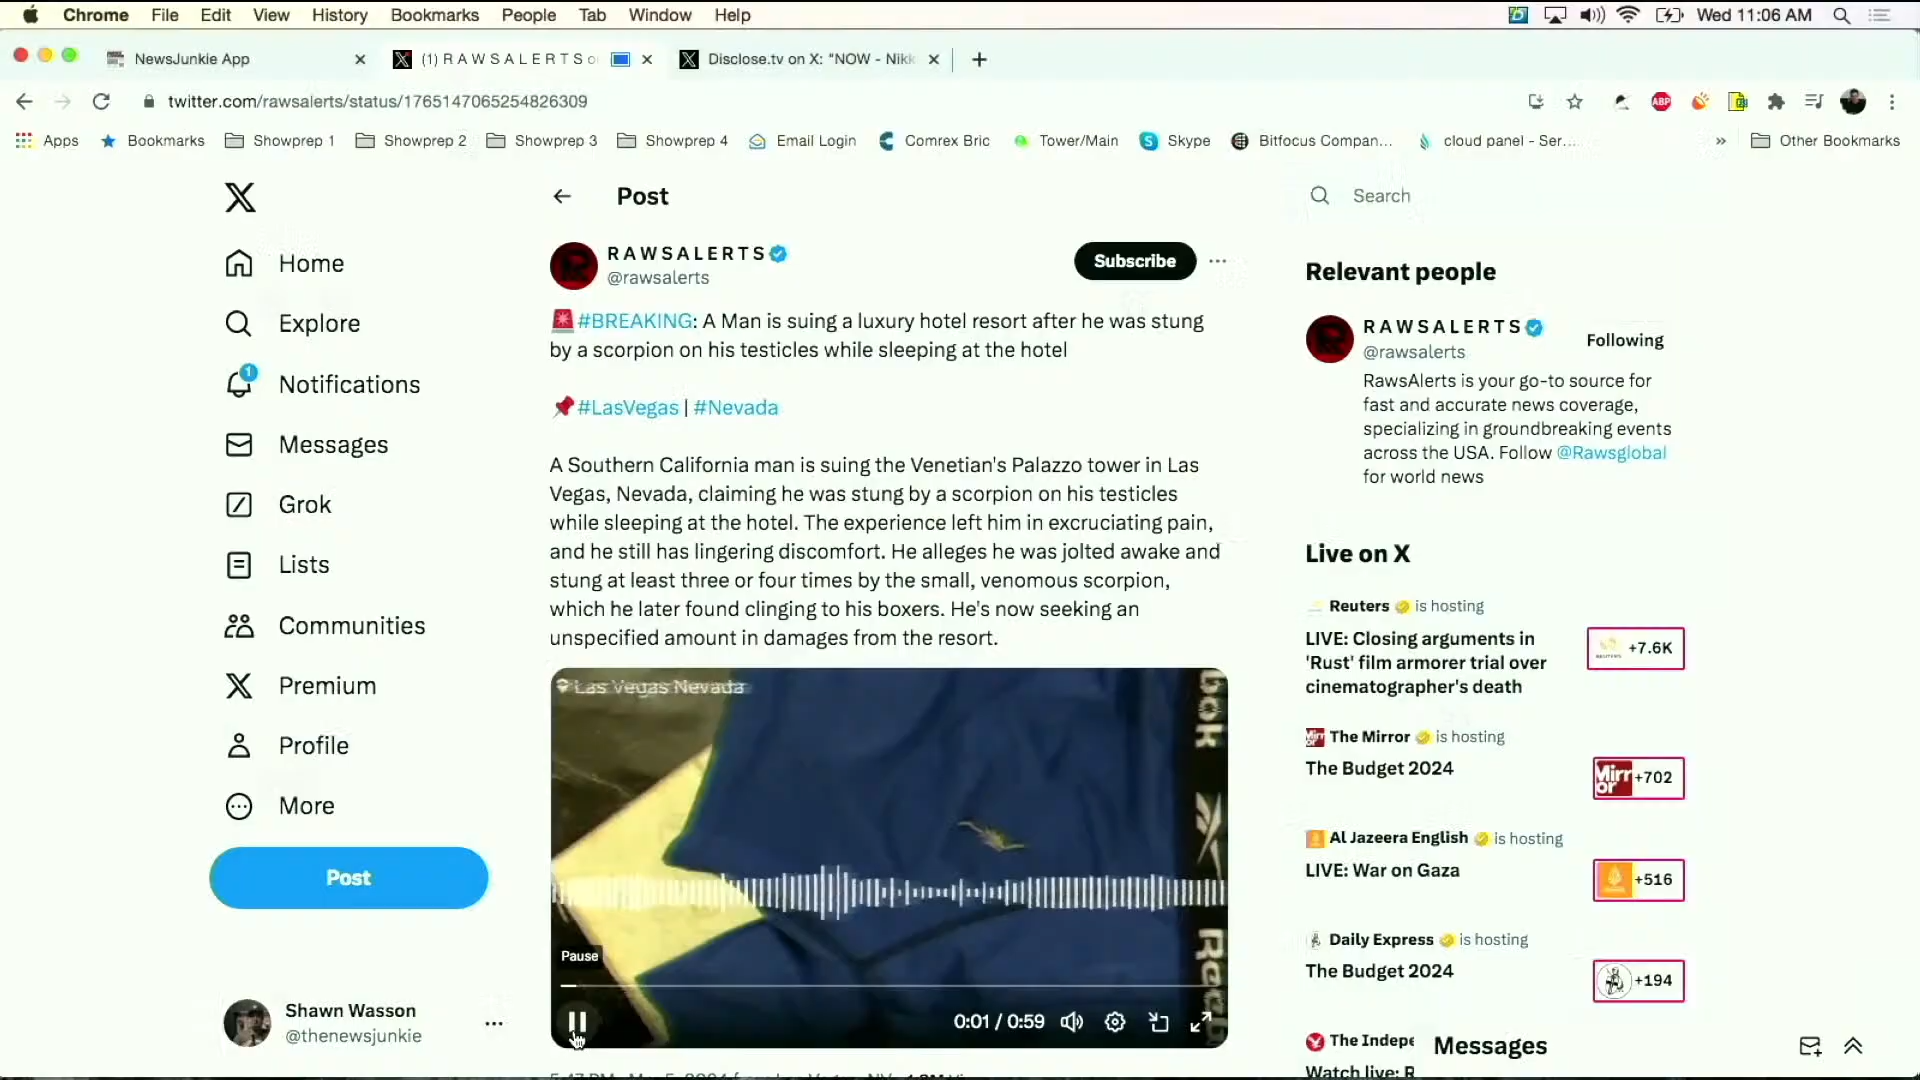 Chrome File Edit View History Bookmarks People Tab Window Help Wed 11:06 AM
NewsJunkie App (1) R A W S A L E R T S Disclose.tv on X: "NOW - Nikk
twitter.com/rawsalerts/status/1765147065254826309 ABP
Apps Bookmarks Showprep 1 Showprep 2 Showprep 3 Showprep 4 Email Login Comrex Bric Tower/Main Skype Bitfocus Compan... cloud panel - Ser... Other Bookmarks
Home
Explore
1
Notifications
Messages
Grok
Lists
Communities
Premium
Profile
More
Post
Shawn Wasson
@thenewsjunkie
Post
R A W S A L E R T S
@rawsalerts
Subscribe
#BREAKING: A Man is suing a luxury hotel resort after he was stung
by a scorpion on his testicles while sleeping at the hotel
#LasVegas | #Nevada
A Southern California man is suing the Venetian's Palazzo tower in Las
Vegas, Nevada, claiming he was stung by a scorpion on his testicles
while sleeping at the hotel. The experience left him in excruciating pain,
and he still has lingering discomfort. He alleges he was jolted awake and
stung at least three or four times by the small, venomous scorpion,
which he later found clinging to his boxers. He's now seeking an
unspecified amount in damages from the resort.
Las Vegas Nevada
bok
Reeb
Pause
0:01 / 0:59
Search
Relevant people
R A W S A L E R T S
@rawsalerts
Following
RawsAlerts is your go-to source for
fast and accurate news coverage,
specializing in groundbreaking events
across the USA. Follow @Rawsglobal
for world news
Live on X
Reuters is hosting
LIVE: Closing arguments in
'Rust' film armorer trial over
cinematographer's death
+7.6K
The Mirror is hosting
The Budget 2024
Mirr
or
+702
Al Jazeera English is hosting
LIVE: War on Gaza
+516
Daily Express is hosting
The Budget 2024
+194
The Indepe
Watch live: R
Messages